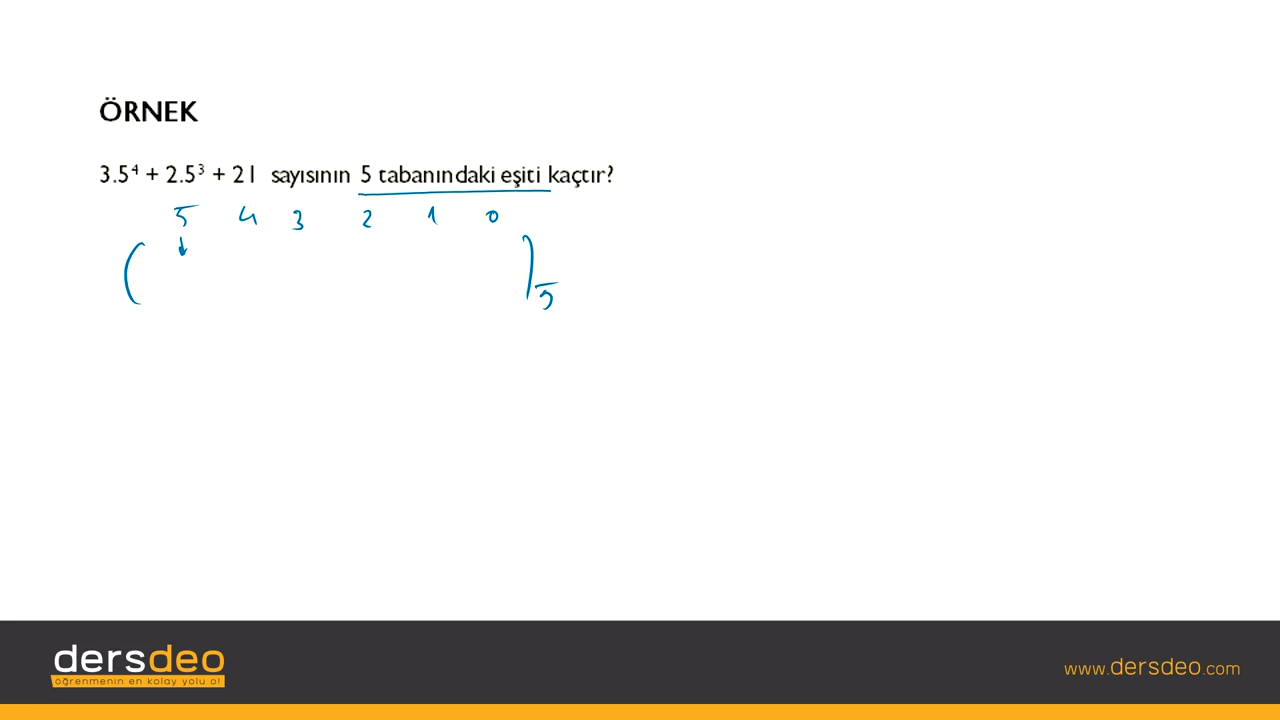 ÖRNEK
3.5⁴ + 2.5³ + 21 sayısının 5 tabanındaki eşiti kaçtır?
5 4 3 2 1 0
( )5
dersdeo
öğrenmenin en kolay yolu o!
www.dersdeo.com